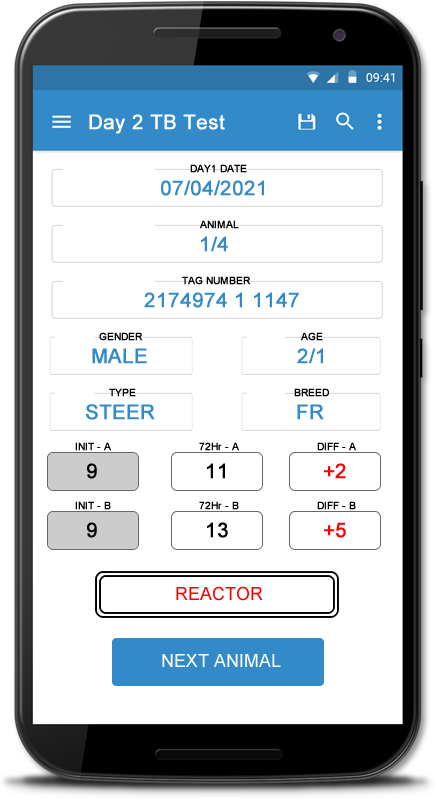 09:41
Day 2 TB Test
DAY1 DATE
07/04/2021
ANIMAL
1/4
TAG NUMBER
2174974 1 1147
GENDER AGE
MALE 2/1
TYPE BREED
STEER FR
INIT - A 72Hr - A DIFF - A
9 11 +2
INIT - B 72Hr - B DIFF - B
9 13 +5
REACTOR
NEXT ANIMAL